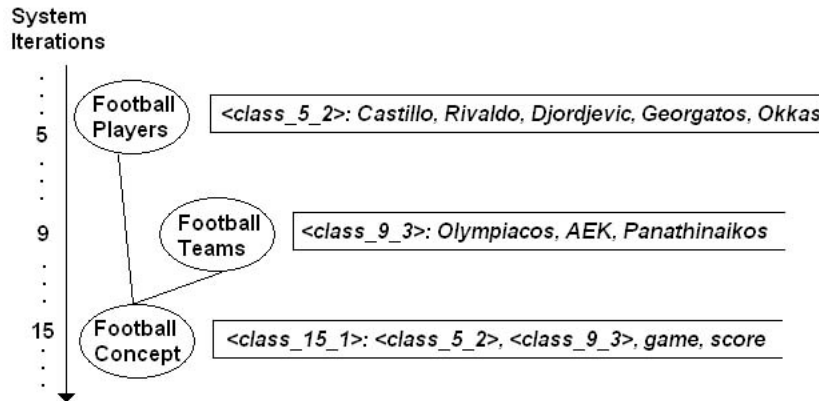 System
Iterations
Football
Players
<class_5_2>: Castillo, Rivaldo, Djordjevic, Georgatos, Okkas
5
Football
Teams
<class_9_3>: Olympiacos, AEK, Panathinaikos
9
Football
Concept
<class_15_1>: <class_5_2>, <class_9_3>, game, score
15